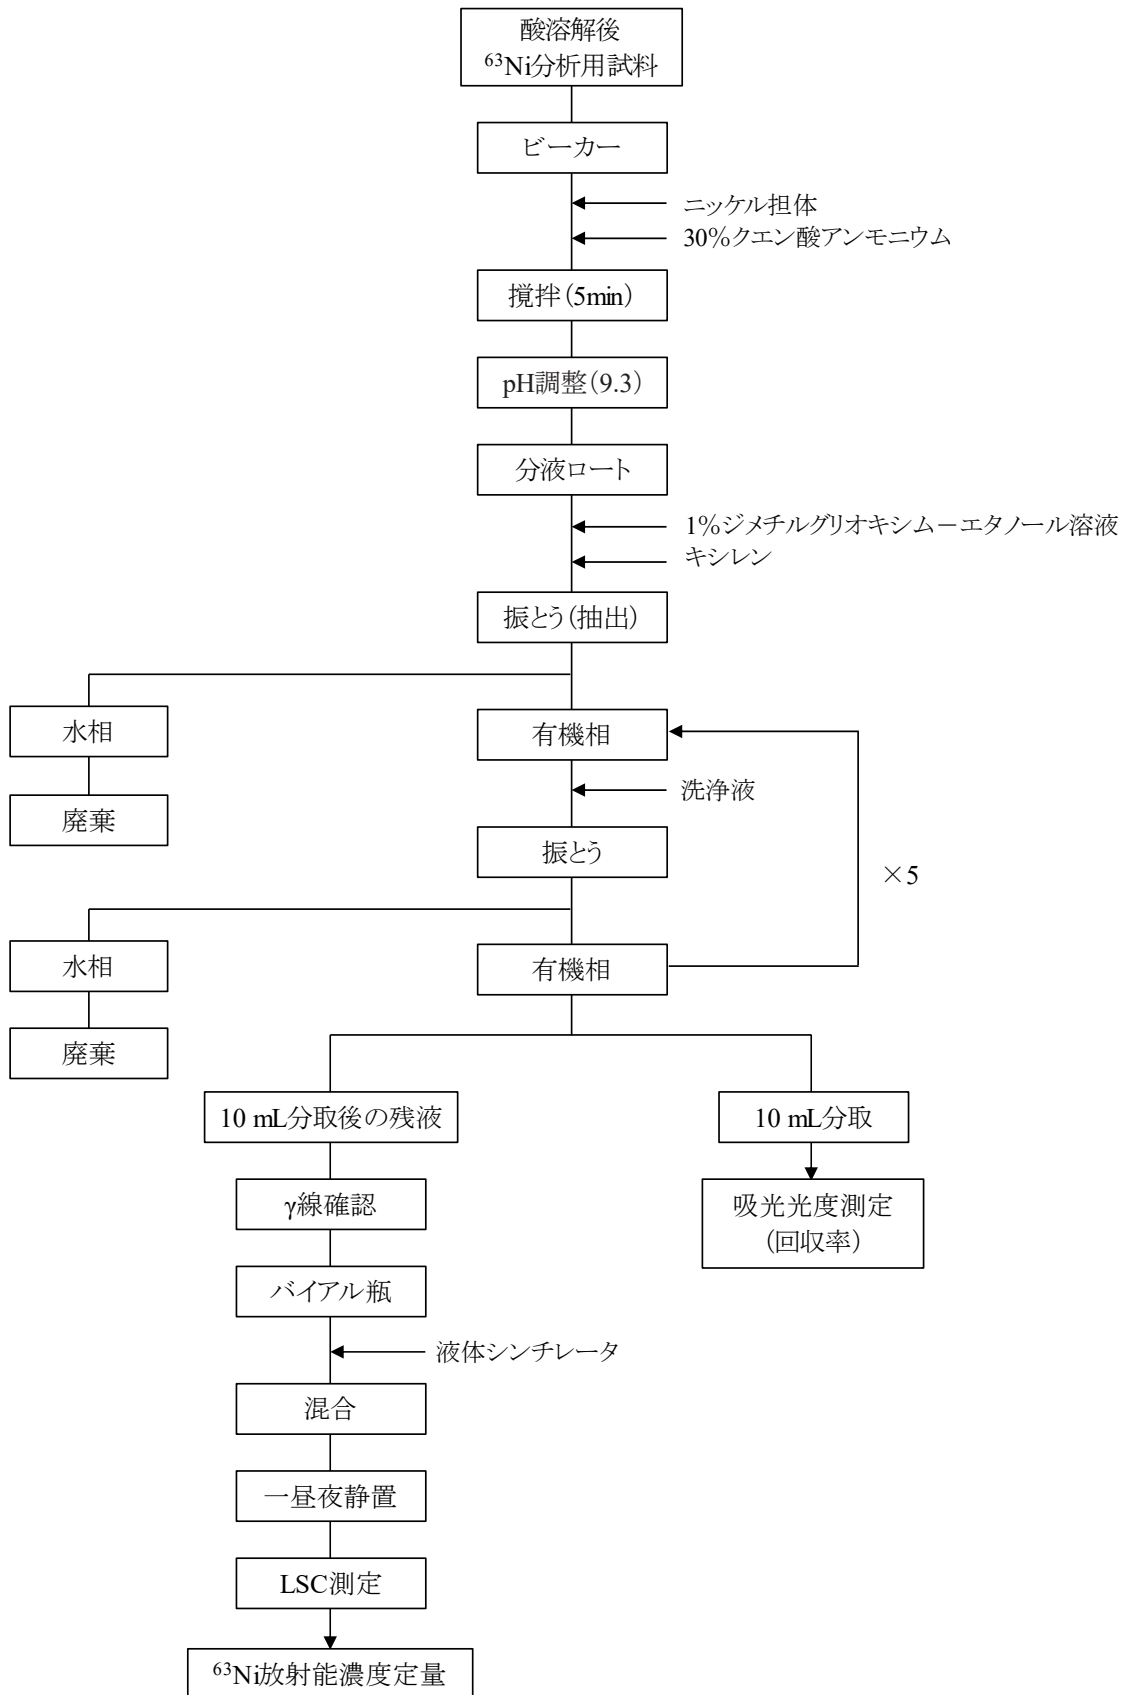 酸溶解後
⁶³Ni分析用試料
ビーカー
ニッケル担体
30%クエン酸アンモニウム
撹拌(5min)
pH調整(9.3)
分液ロート
1%ジメチルグリオキシム－エタノール溶液
キシレン
振とう(抽出)
水相
有機相
洗浄液
廃棄
振とう
×5
水相
有機相
廃棄
10 mL分取後の残液
10 mL分取
γ線確認
吸光光度測定
(回収率)
バイアル瓶
液体シンチレータ
混合
一昼夜静置
LSC測定
⁶³Ni放射能濃度定量